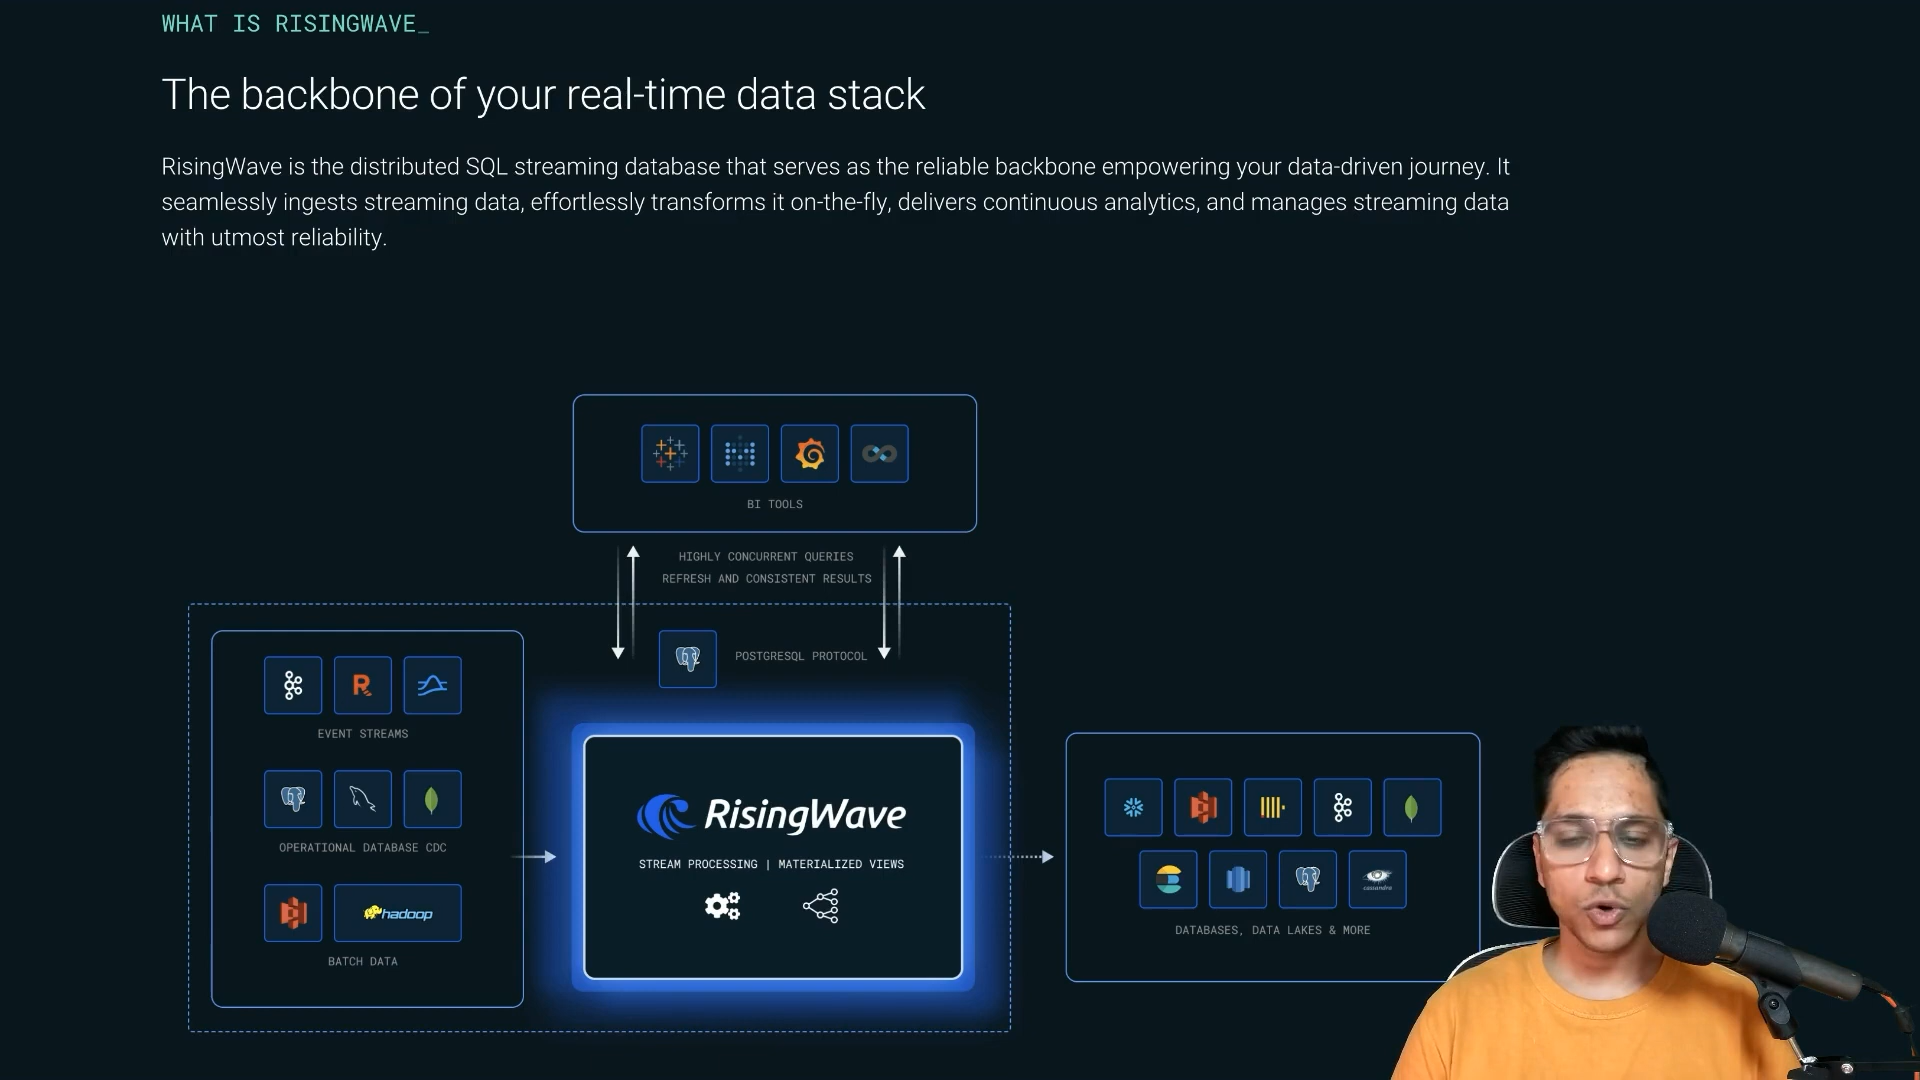 WHAT IS RISINGWAVE_
The backbone of your real-time data stack
RisingWave is the distributed SQL streaming database that serves as the reliable backbone empowering your data-driven journey. It
seamlessly ingests streaming data, effortlessly transforms it on-the-fly, delivers continuous analytics, and manages streaming data
with utmost reliability.
BI TOOLS
HIGHLY CONCURRENT QUERIES
REFRESH AND CONSISTENT RESULTS
POSTGRESQL PROTOCOL
EVENT STREAMS
OPERATIONAL DATABASE CDC
hadoop
BATCH DATA
RisingWave
STREAM PROCESSING | MATERIALIZED VIEWS
cassandra
DATABASES, DATA LAKES & MORE